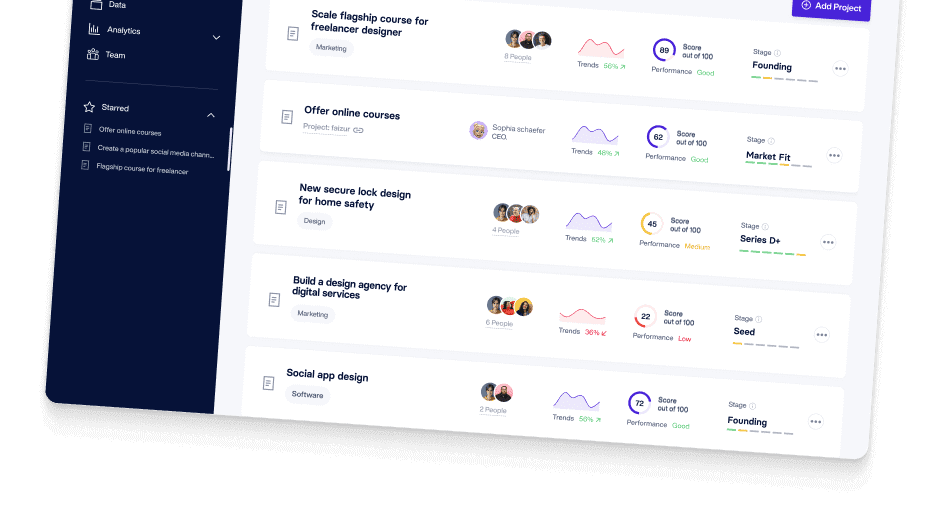 Data
Analytics
Team
Starred
Offer online courses
Create a popular social media chann...
Flagship course for freelancer
Add Project
Scale flagship course for
freelancer designer
Marketing
8 People
Trends 56%
89
Score
out of 100
Performance Good
Stage
Founding
Offer online courses
Project: faizur
Sophia schaefer
CEO.
Trends 48%
62
Score
out of 100
Performance Good
Stage
Market Fit
New secure lock design
for home safety
Design
4 People
Trends 62%
45
Score
out of 100
Performance Medium
Stage
Series D+
Build a design agency for
digital services
Marketing
6 People
Trends 36%
22
Score
out of 100
Performance Low
Stage
Seed
Social app design
Software
2 People
Trends 56%
72
Score
out of 100
Performance Good
Stage
Founding